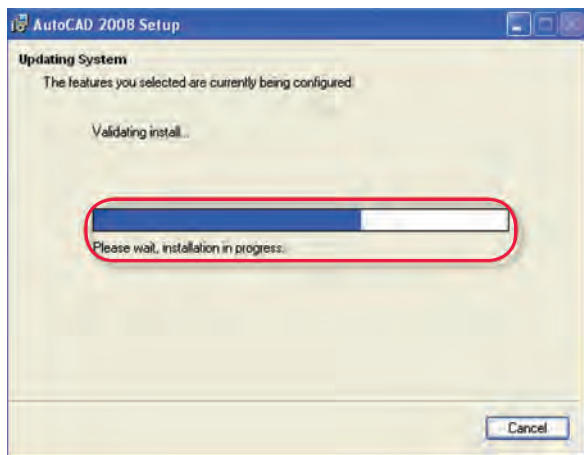 AutoCAD 2008 Setup
Updating System
The features you selected are currently being configured.
Validating install...
Please wait, installation in progress.
Cancel